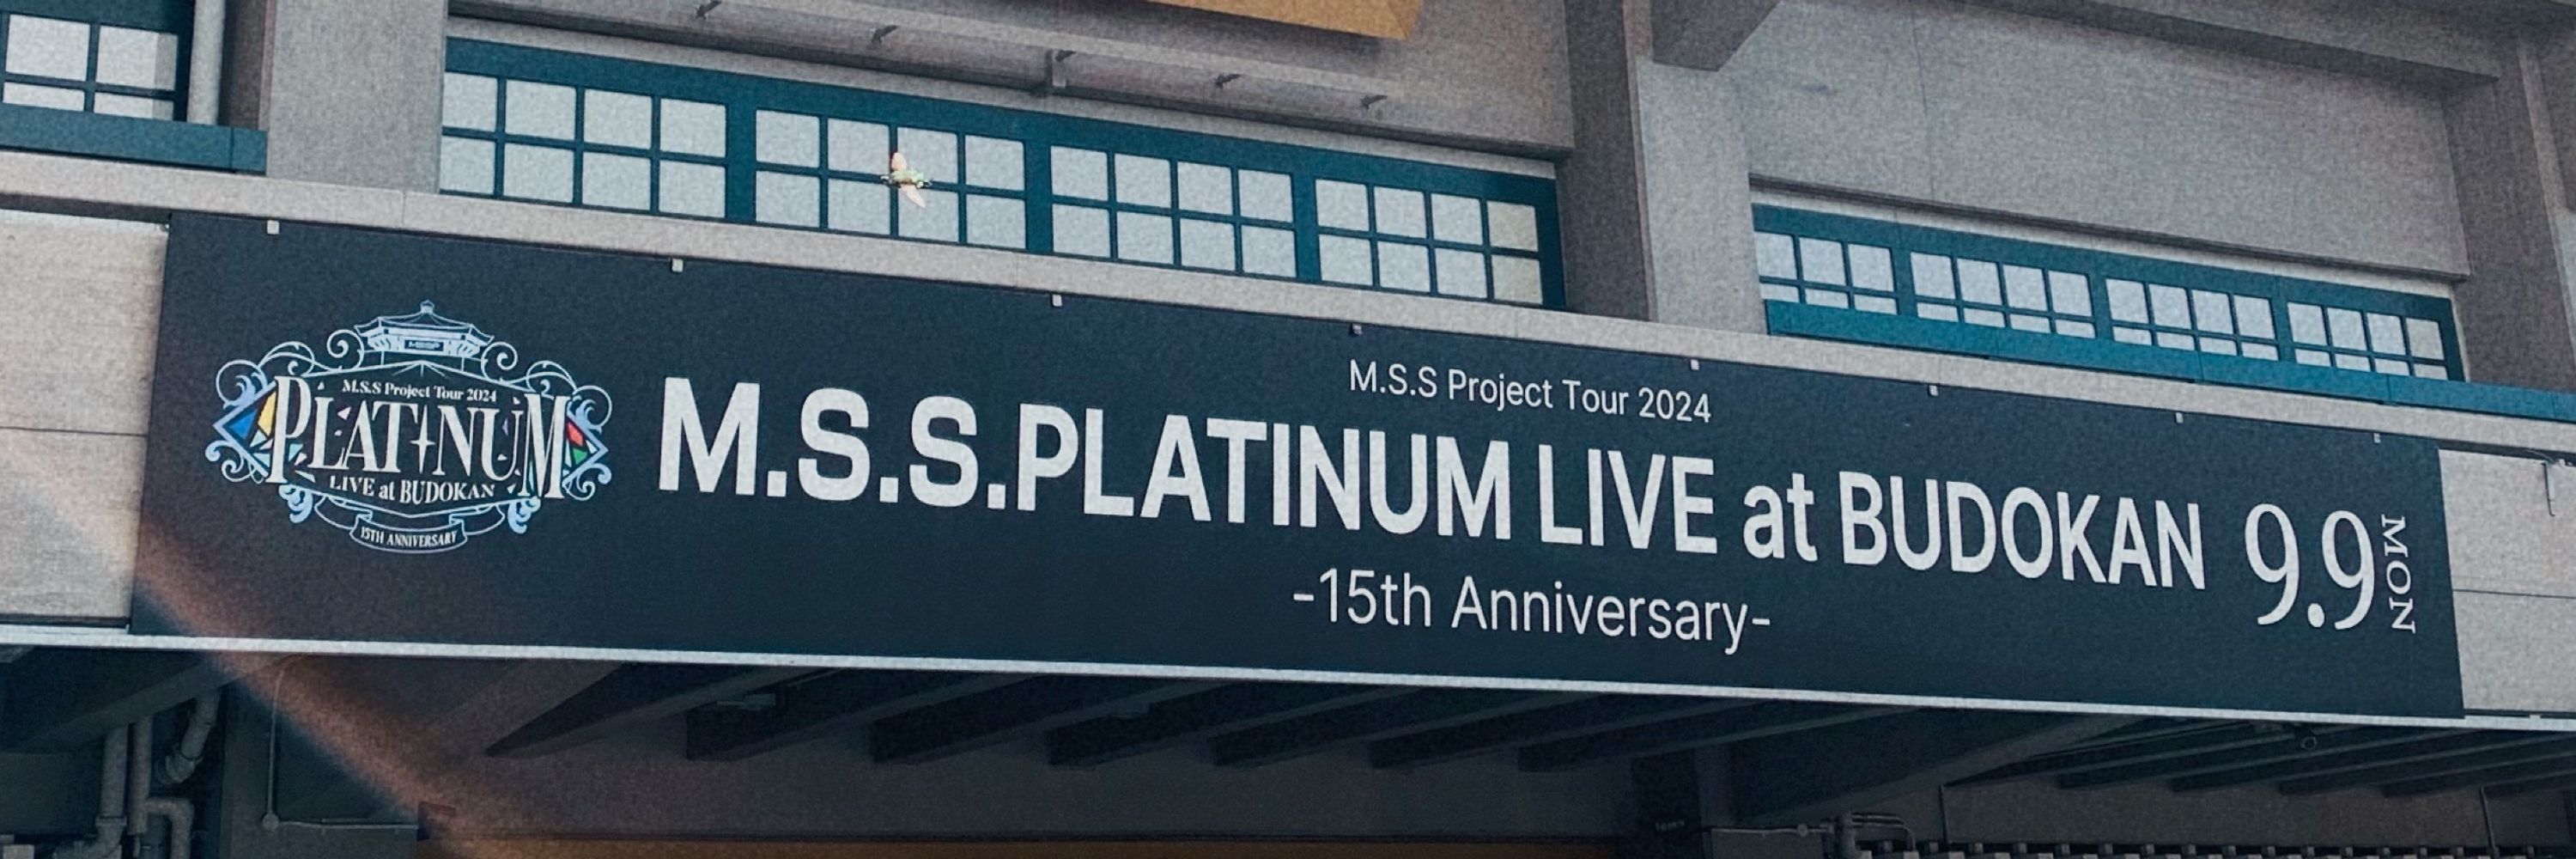 MSSP
M.S.S Project Tour 2024
PLATINUM
LIVE at BUDOKAN
15TH ANNIVERSARY
M.S.S Project Tour 2024
M.S.S.PLATINUM LIVE at BUDOKAN 9.9 MON
-15th Anniversary-